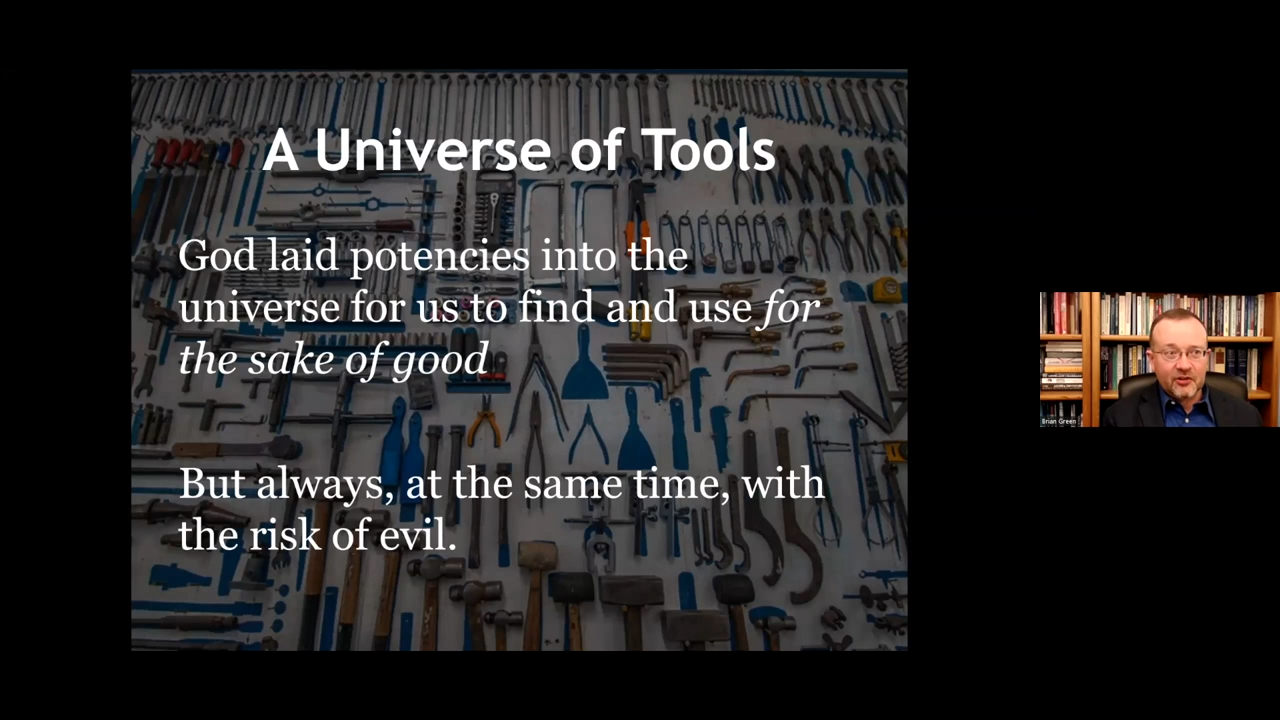 A Universe of Tools
God laid potencies into the
universe for us to find and use for
the sake of good
But always, at the same time, with
the risk of evil.
Brian Green